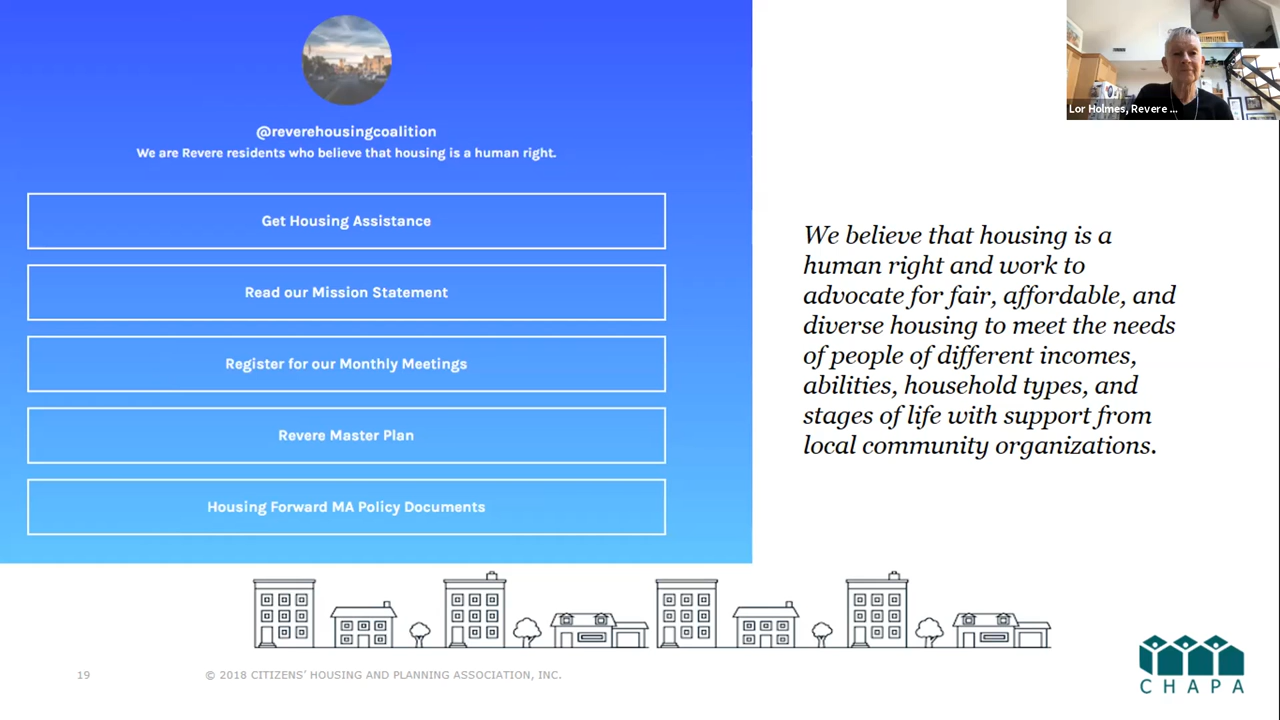 @reverehousingcoalition
We are Revere residents who believe that housing is a human right.
Get Housing Assistance
Read our Mission Statement
Register for our Monthly Meetings
Revere Master Plan
Housing Forward MA Policy Documents
Lor Holmes, Revere ...
We believe that housing is a
human right and work to
advocate for fair, affordable, and
diverse housing to meet the needs
of people of different incomes,
abilities, household types, and
stages of life with support from
local community organizations.
19
© 2018 CITIZENS’ HOUSING AND PLANNING ASSOCIATION, INC.
CHAPA